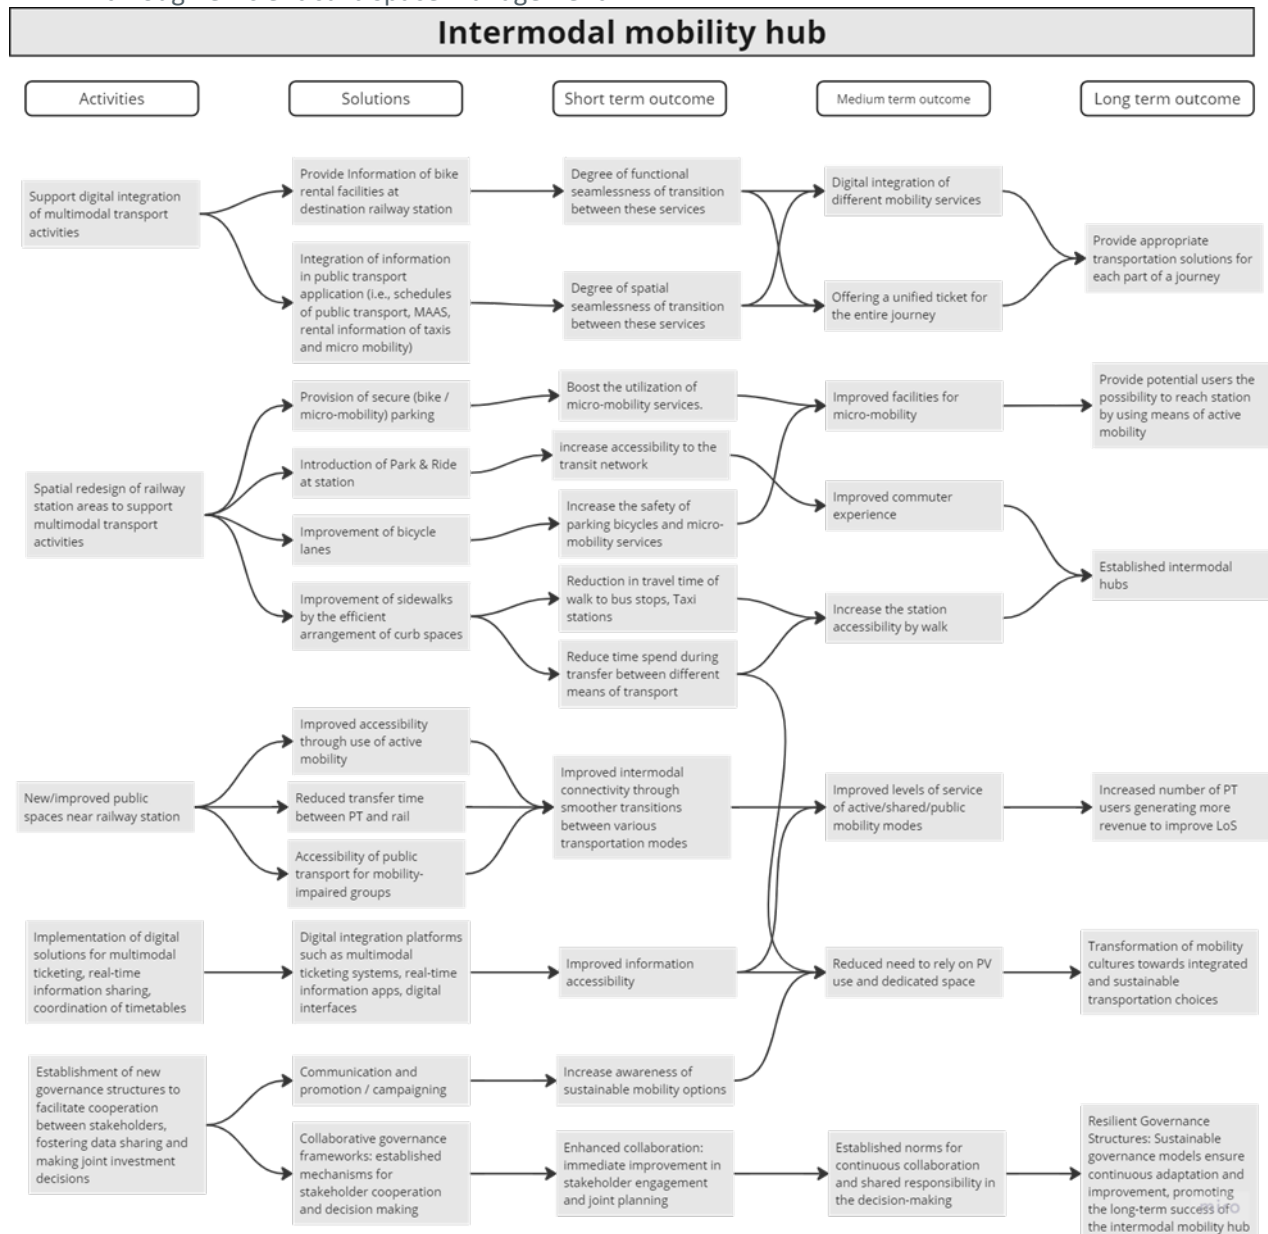 Intermodal mobility hub
Activities
Solutions
Short term outcome
Medium term outcome
Long term outcome
Support digital integration
of multimodal transport
activities
Provide Information of bike
rental facilities at
destination railway station
Integration of information
in public transport
application (i.e., schedules
of public transport, MAAS,
rental information of taxis
and micro mobility)
Degree of functional
seamlessness of transition
between these services
Degree of spatial
seamlessness of transition
between these services
Digital integration of
different mobility services
Offering a unified ticket for
the entire journey
Provide appropriate
transportation solutions for
each part of a journey
Spatial redesign of railway
station areas to support
multimodal transport
activities
Provision of secure (bike /
micro-mobility) parking
Introduction of Park & Ride
at station
Improvement of bicycle
lanes
Improvement of sidewalks
by the efficient
arrangement of curb spaces
Boost the utilization of
micro-mobility services.
increase accessibility to the
transit network
Increase the safety of
parking bicycles and micro-
mobility services
Reduction in travel time of
walk to bus stops, Taxi
stations
Reduce time spend during
transfer between different
means of transport
Improved facilities for
micro-mobility
Improved commuter
experience
Increase the station
accessibility by walk
Provide potential users the
possibility to reach station
by using means of active
mobility
Established intermodal
hubs
New/improved public
spaces near railway station
Improved accessibility
through use of active
mobility
Reduced transfer time
between PT and rail
Accessibility of public
transport for mobility-
impaired groups
Improved intermodal
connectivity through
smoother transitions
between various
transportation modes
Improved levels of service
of active/shared/public
mobility modes
Increased number of PT
users generating more
revenue to improve LoS
Implementation of digital
solutions for multimodal
ticketing, real-time
information sharing,
coordination of timetables
Digital integration platforms
such as multimodal
ticketing systems, real-time
information apps, digital
interfaces
Improved information
accessibility
Reduced need to rely on PV
use and dedicated space
Transformation of mobility
cultures towards integrated
and sustainable
transportation choices
Establishment of new
governance structures to
facilitate cooperation
between stakeholders,
fostering data sharing and
making joint investment
decisions
Communication and
promotion / campaigning
Collaborative governance
frameworks: established
mechanisms for
stakeholder cooperation
and decision making
Increase awareness of
sustainable mobility options
Enhanced collaboration:
immediate improvement in
stakeholder engagement
and joint planning
Established norms for
continuous collaboration
and shared responsibility in
the decision-making
Resilient Governance
Structures: Sustainable
governance models ensure
continuous adaptation and
improvement, promoting
the long-term success of
the intermodal mobility hub
miro